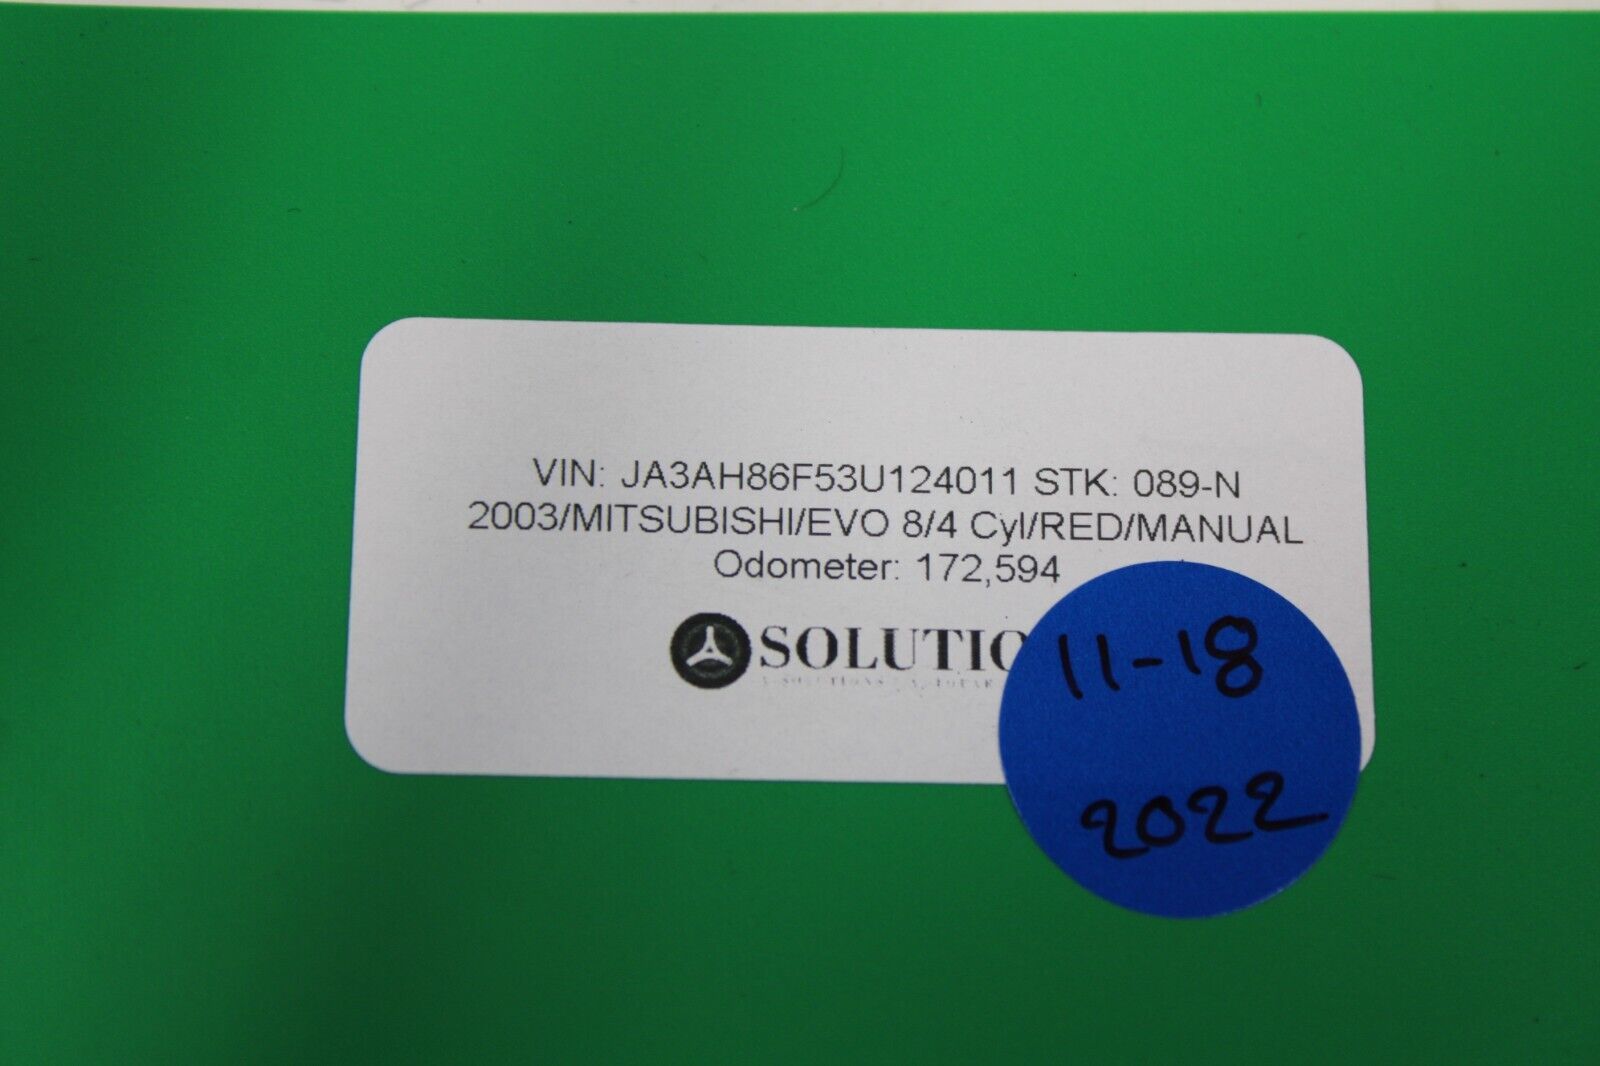 VIN: JA3AH86F53U124011 STK: 089-N
2003/MITSUBISHI/EVO 8/4 Cyl/RED/MANUAL
Odometer: 172,594
SOLUTIO
11-18
2022